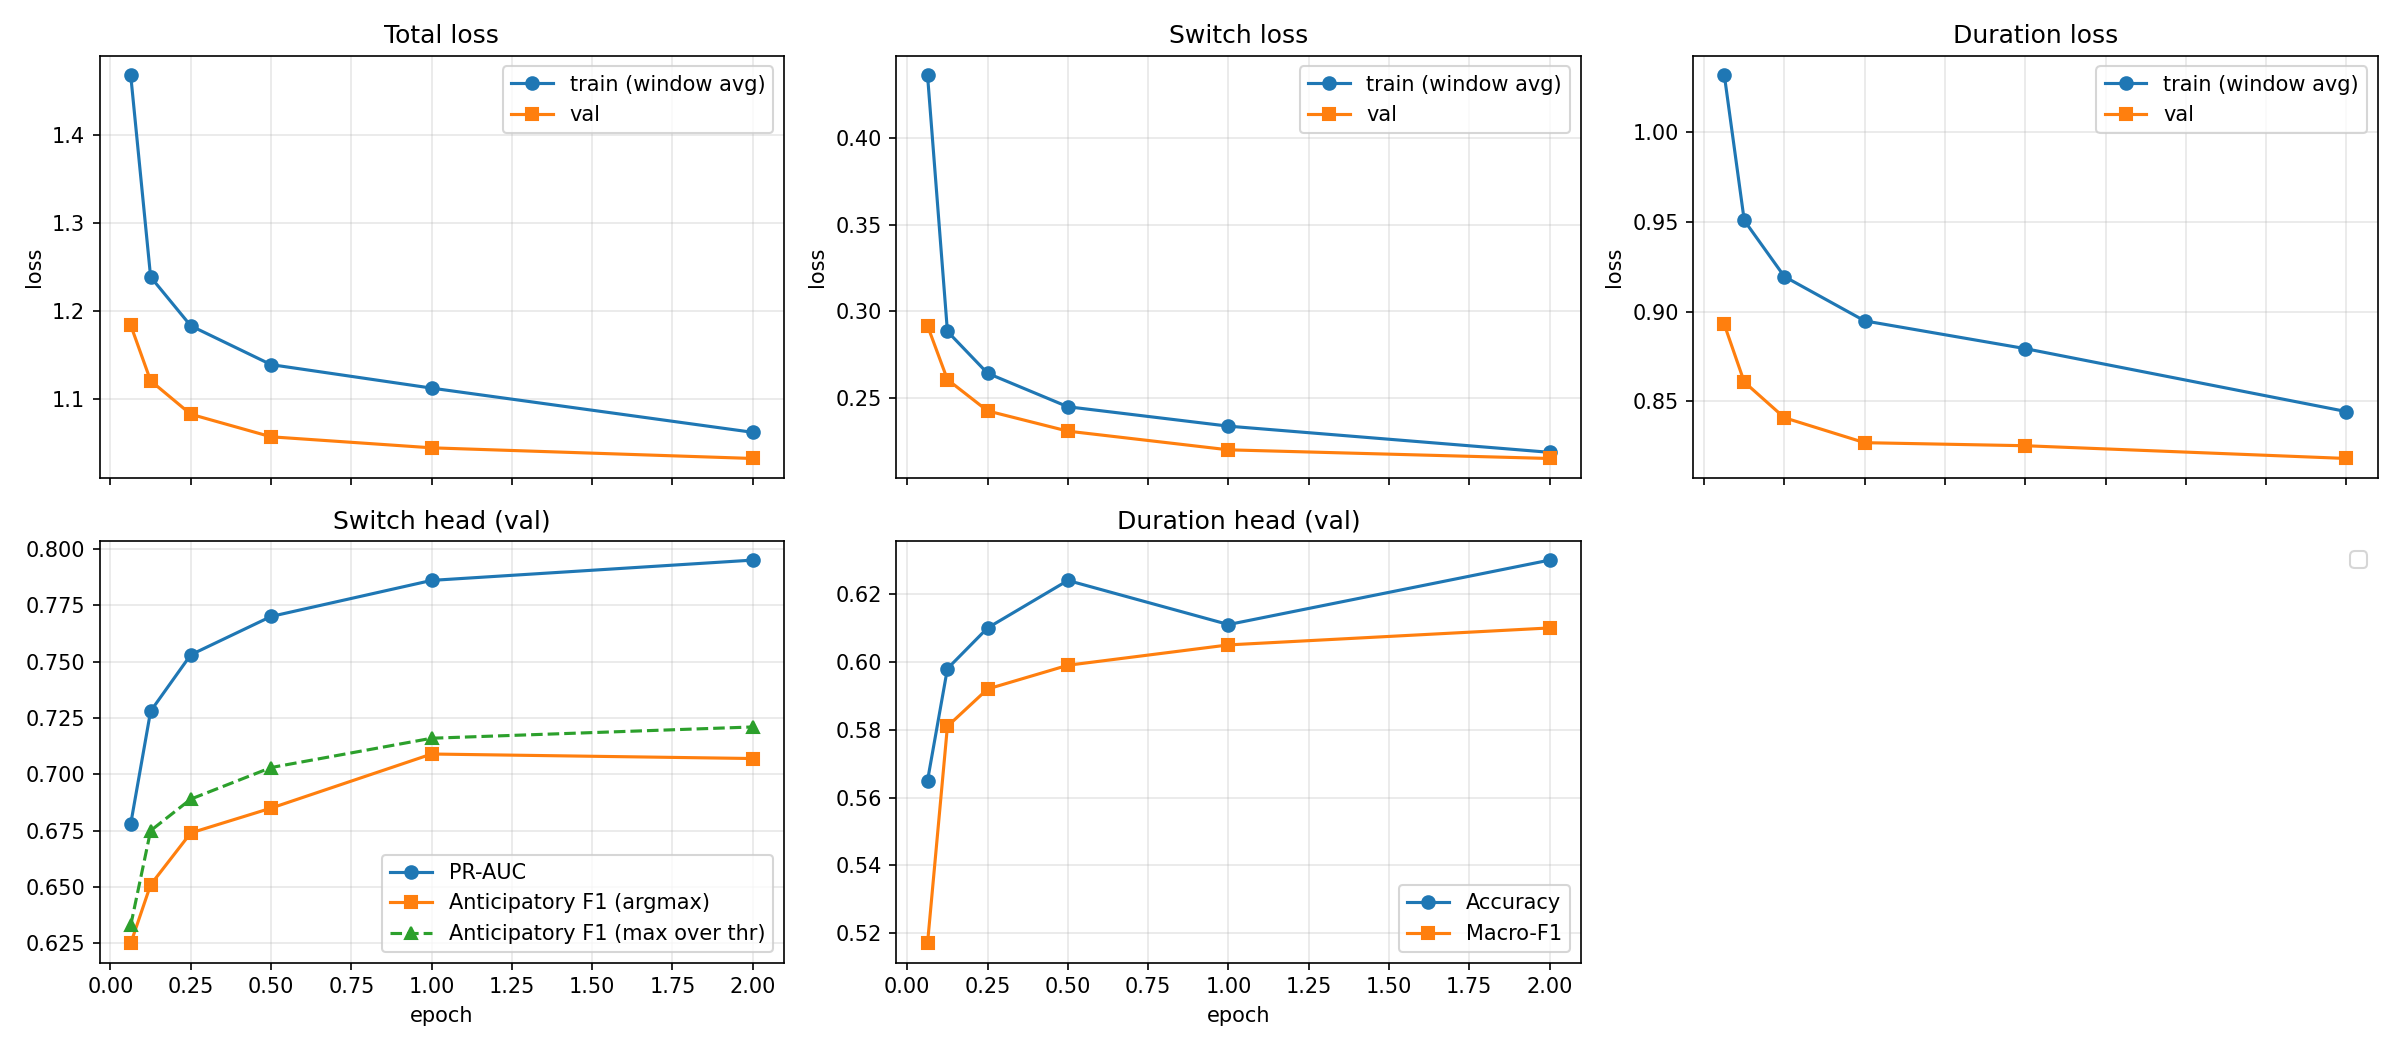 Total loss
train (window avg)
val
1.4
1.3
1.2
1.1
loss
Switch loss
train (window avg)
val
0.40
0.35
0.30
0.25
loss
Duration loss
train (window avg)
val
1.00
0.95
0.90
0.85
loss
Switch head (val)
0.800
0.775
0.750
0.725
0.700
0.675
0.650
0.625
PR-AUC
Anticipatory F1 (argmax)
Anticipatory F1 (max over thr)
0.00 0.25 0.50 0.75 1.00 1.25 1.50 1.75 2.00
epoch
Duration head (val)
0.62
0.60
0.58
0.56
0.54
0.52
Accuracy
Macro-F1
0.00 0.25 0.50 0.75 1.00 1.25 1.50 1.75 2.00
epoch